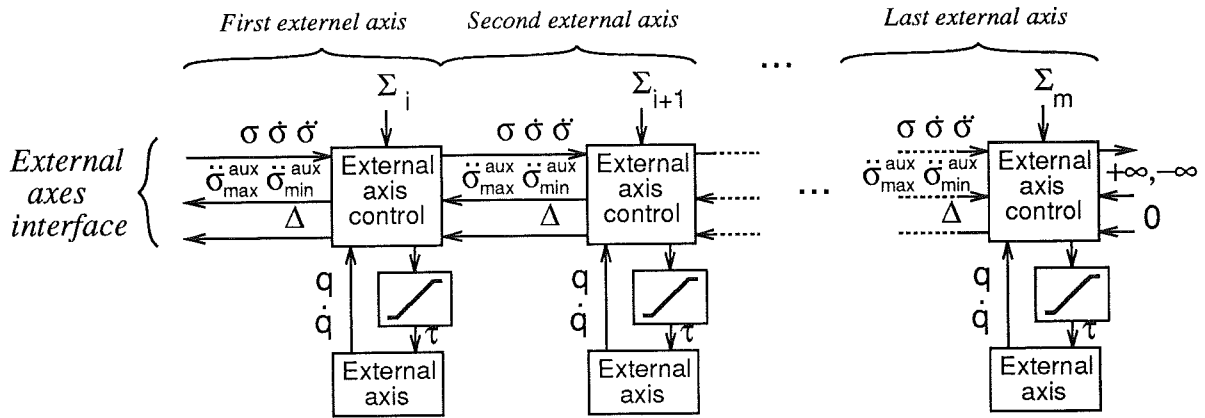 First externel axis Second external axis Last external axis
... 
Σ i Σ i+1 Σ m
σ σ̇ σ̈ σ σ̇ σ̈ σ σ̇ σ̈
External axes interface
σ̈ aux max σ̈ aux min σ̈ aux max σ̈ aux min ... σ̈ aux max σ̈ aux min +∞,-∞
Δ Δ Δ 0
External axis control External axis control External axis control
q q̇ q q̇ q q̇
τ τ τ
External axis External axis External axis